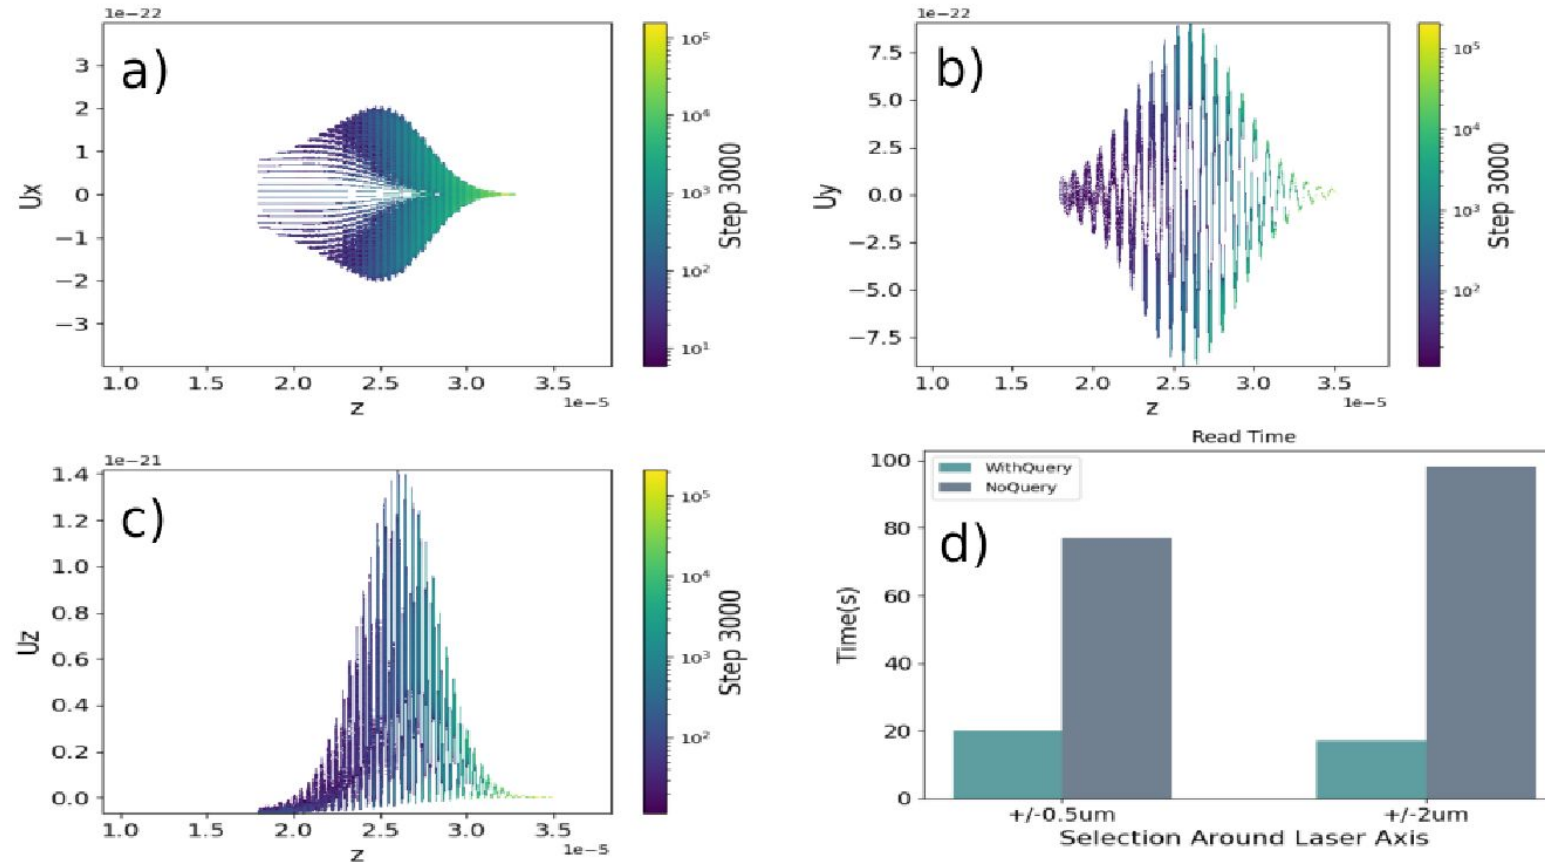 1e−22
a)
3
2
1
0
−1
−2
−3
Ux
1.0 1.5 2.0 2.5 3.0 3.5
1e−5
z
10⁵
10⁴
10³
10²
10¹
Step 3000
1e−22
b)
7.5
5.0
2.5
0.0
−2.5
−5.0
−7.5
Uy
1.0 1.5 2.0 2.5 3.0 3.5
1e−5
z
10⁵
10⁴
10³
10²
Step 3000
1e−21
c)
1.4
1.2
1.0
0.8
0.6
0.4
0.2
0.0
Uz
1.0 1.5 2.0 2.5 3.0 3.5
1e−5
z
10⁵
10⁴
10³
10²
Step 3000
Read Time
WithQuery
NoQuery
d)
100
80
60
40
20
0
Time(s)
+/-0.5um +/-2um
Selection Around Laser Axis